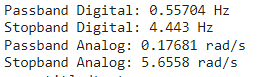 Passband Digital: 0.55704 Hz
Stopband Digital: 4.443 Hz
Passband Analog: 0.17681 rad/s
Stopband Analog: 5.6558 rad/s